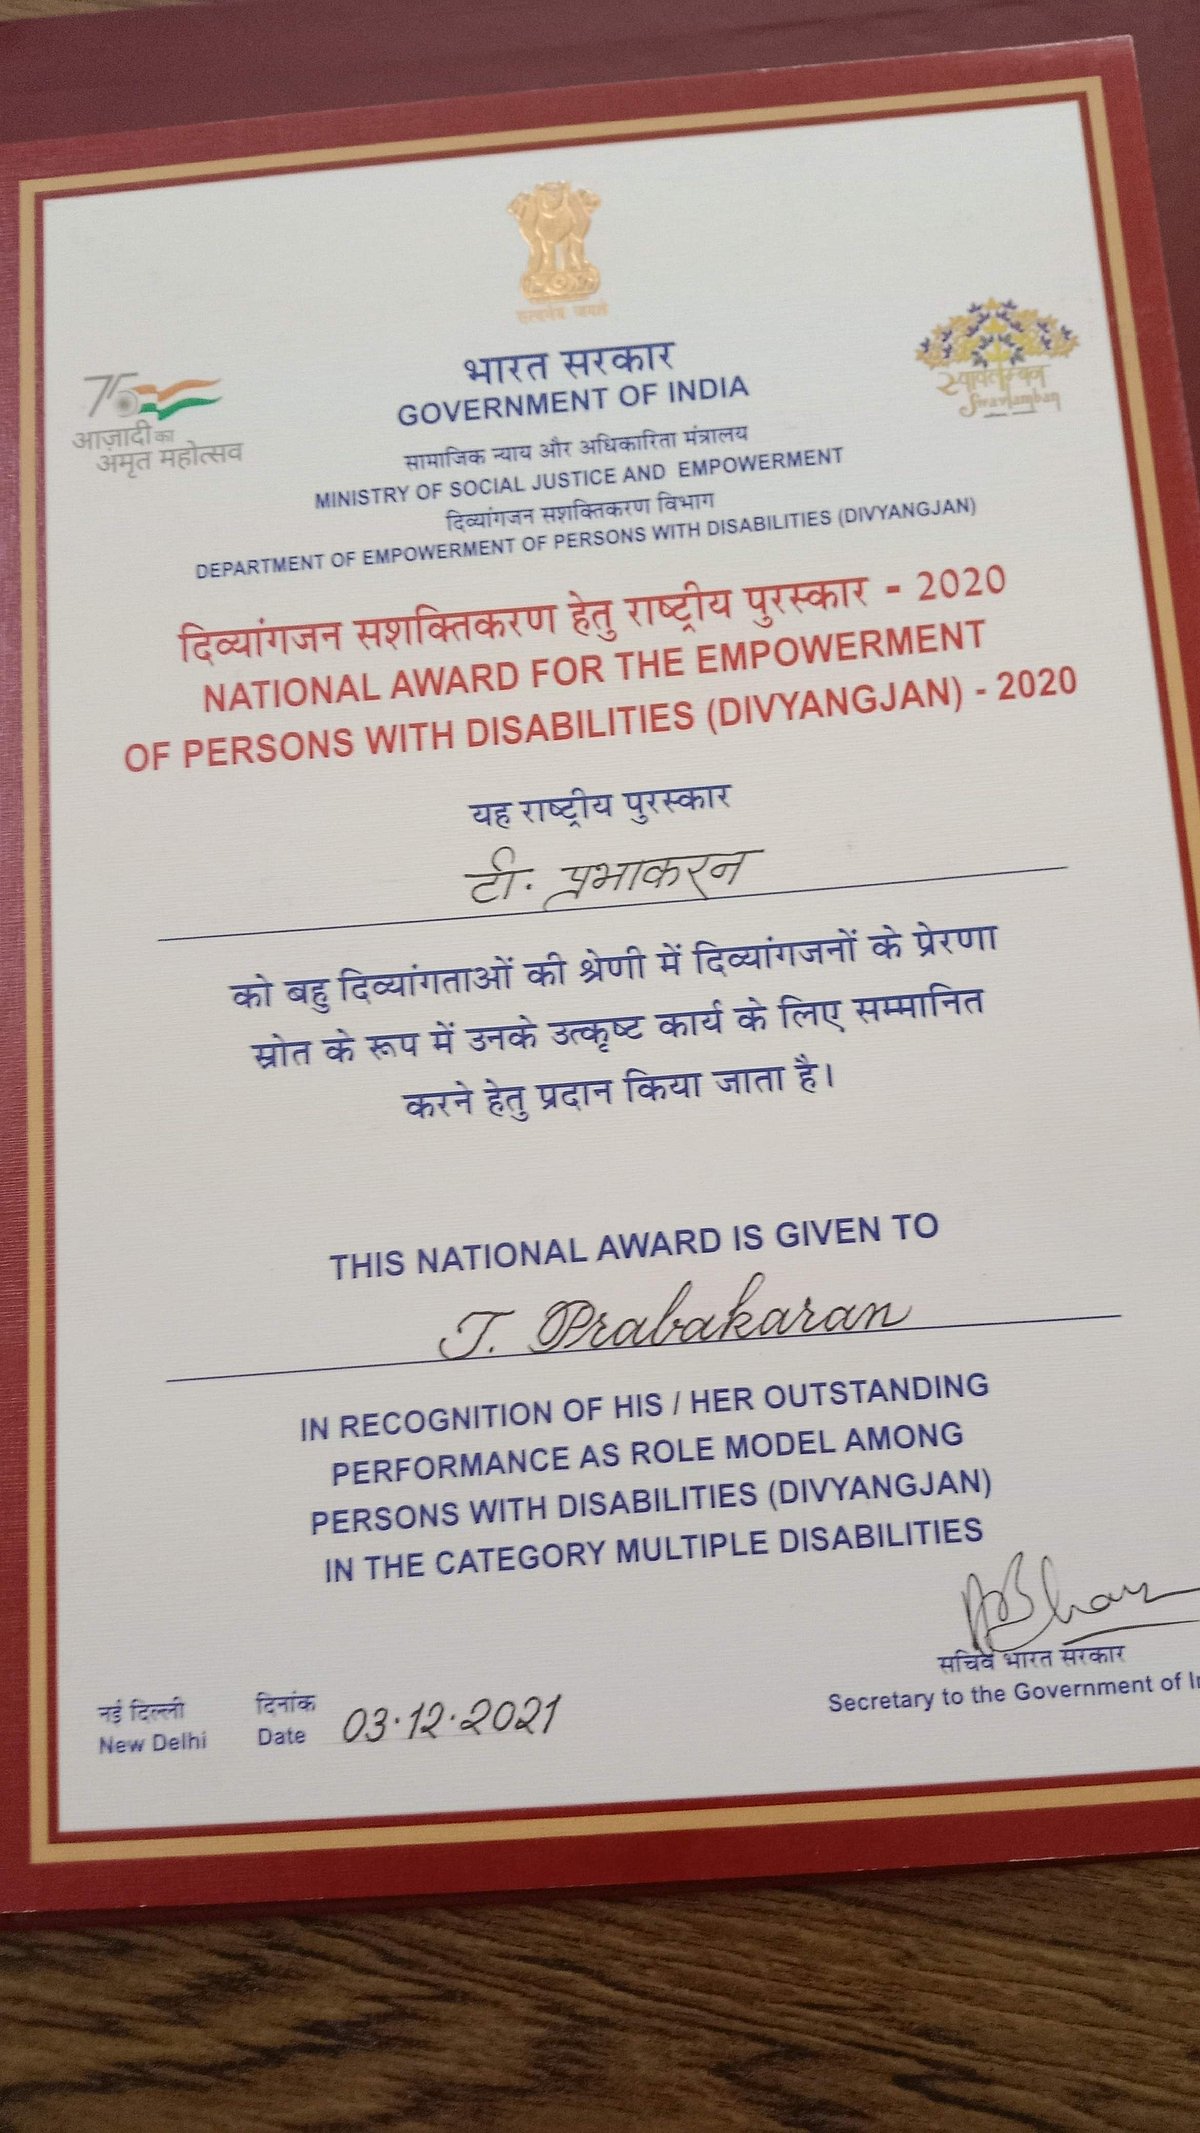 सत्यमेव जयते
भारत सरकार
GOVERNMENT OF INDIA
75
आज़ादी का
अमृत महोत्सव
स्वावलम्बन
Swavlamban
सामाजिक न्याय और अधिकारिता मंत्रालय
MINISTRY OF SOCIAL JUSTICE AND EMPOWERMENT
दिव्यांगजन सशक्तिकरण विभाग
DEPARTMENT OF EMPOWERMENT OF PERSONS WITH DISABILITIES (DIVYANGJAN)
दिव्यांगजन सशक्तिकरण हेतु राष्ट्रीय पुरस्कार - 2020
NATIONAL AWARD FOR THE EMPOWERMENT
OF PERSONS WITH DISABILITIES (DIVYANGJAN) - 2020
यह राष्ट्रीय पुरस्कार
टी. प्रभाकरन
को बहु दिव्यांगताओं की श्रेणी में दिव्यांगजनों के प्रेरणा
स्रोत के रूप में उनके उत्कृष्ट कार्य के लिए सम्मानित
करने हेतु प्रदान किया जाता है।
THIS NATIONAL AWARD IS GIVEN TO
T. Prabakaran
IN RECOGNITION OF HIS / HER OUTSTANDING
PERFORMANCE AS ROLE MODEL AMONG
PERSONS WITH DISABILITIES (DIVYANGJAN)
IN THE CATEGORY MULTIPLE DISABILITIES
सचिव भारत सरकार
Secretary to the Government of
नई दिल्ली दिनांक
New Delhi Date 03.12.2021